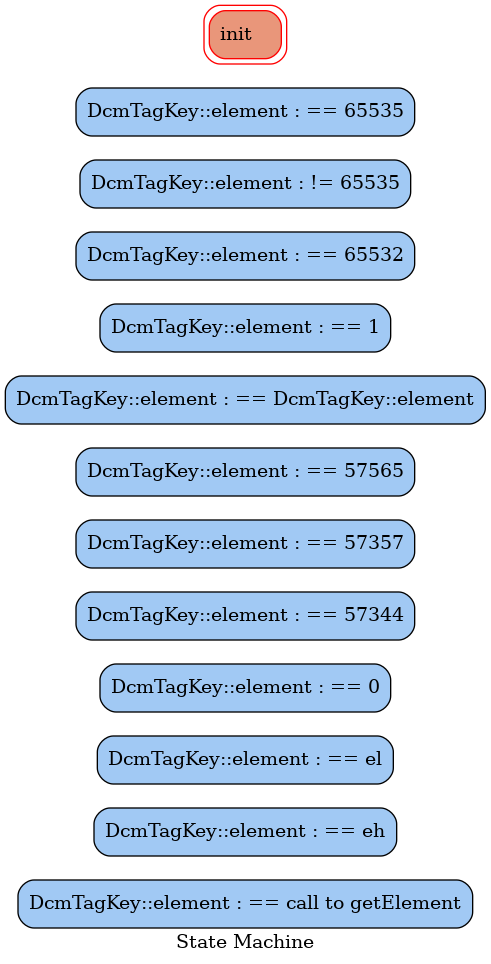 init
DcmTagKey::element : == 65535
DcmTagKey::element : != 65535
DcmTagKey::element : == 65532
DcmTagKey::element : == 1
DcmTagKey::element : == DcmTagKey::element
DcmTagKey::element : == 57565
DcmTagKey::element : == 57357
DcmTagKey::element : == 57344
DcmTagKey::element : == 0
DcmTagKey::element : == el
DcmTagKey::element : == eh
DcmTagKey::element : == call to getElement
State Machine